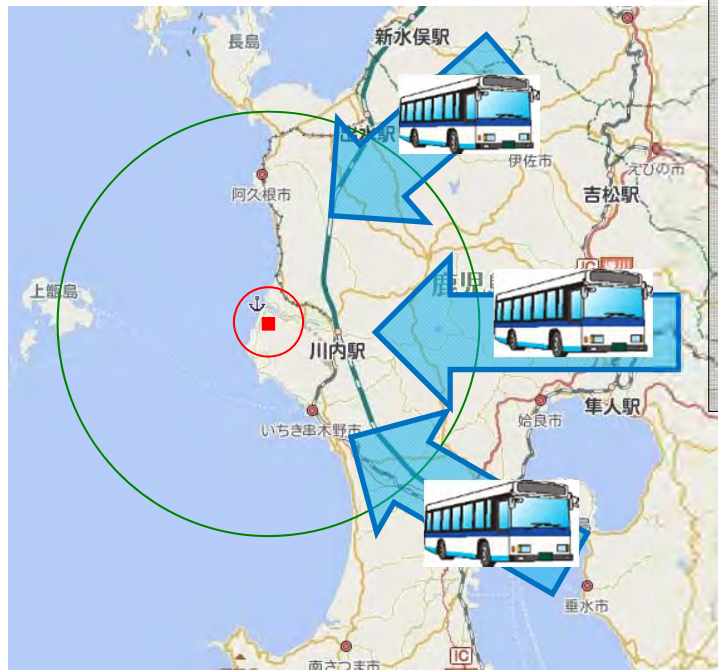 長島
新水俣駅
出水駅
伊佐市
えびの市
阿久根市
吉松駅
IC
鹿児
上甑島
川内駅
隼人駅
姶良市
いちき串木野市
垂水市
IC
南さつま市